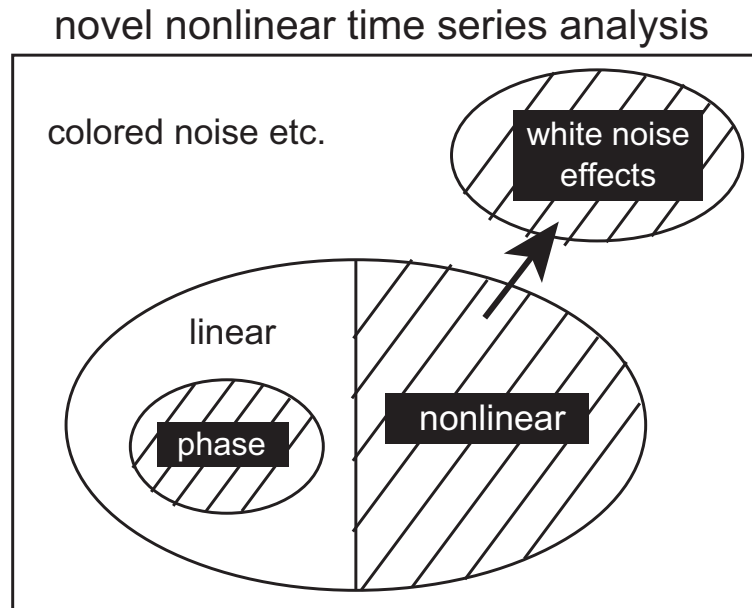 novel nonlinear time series analysis
colored noise etc.
white noise
effects
linear
nonlinear
phase